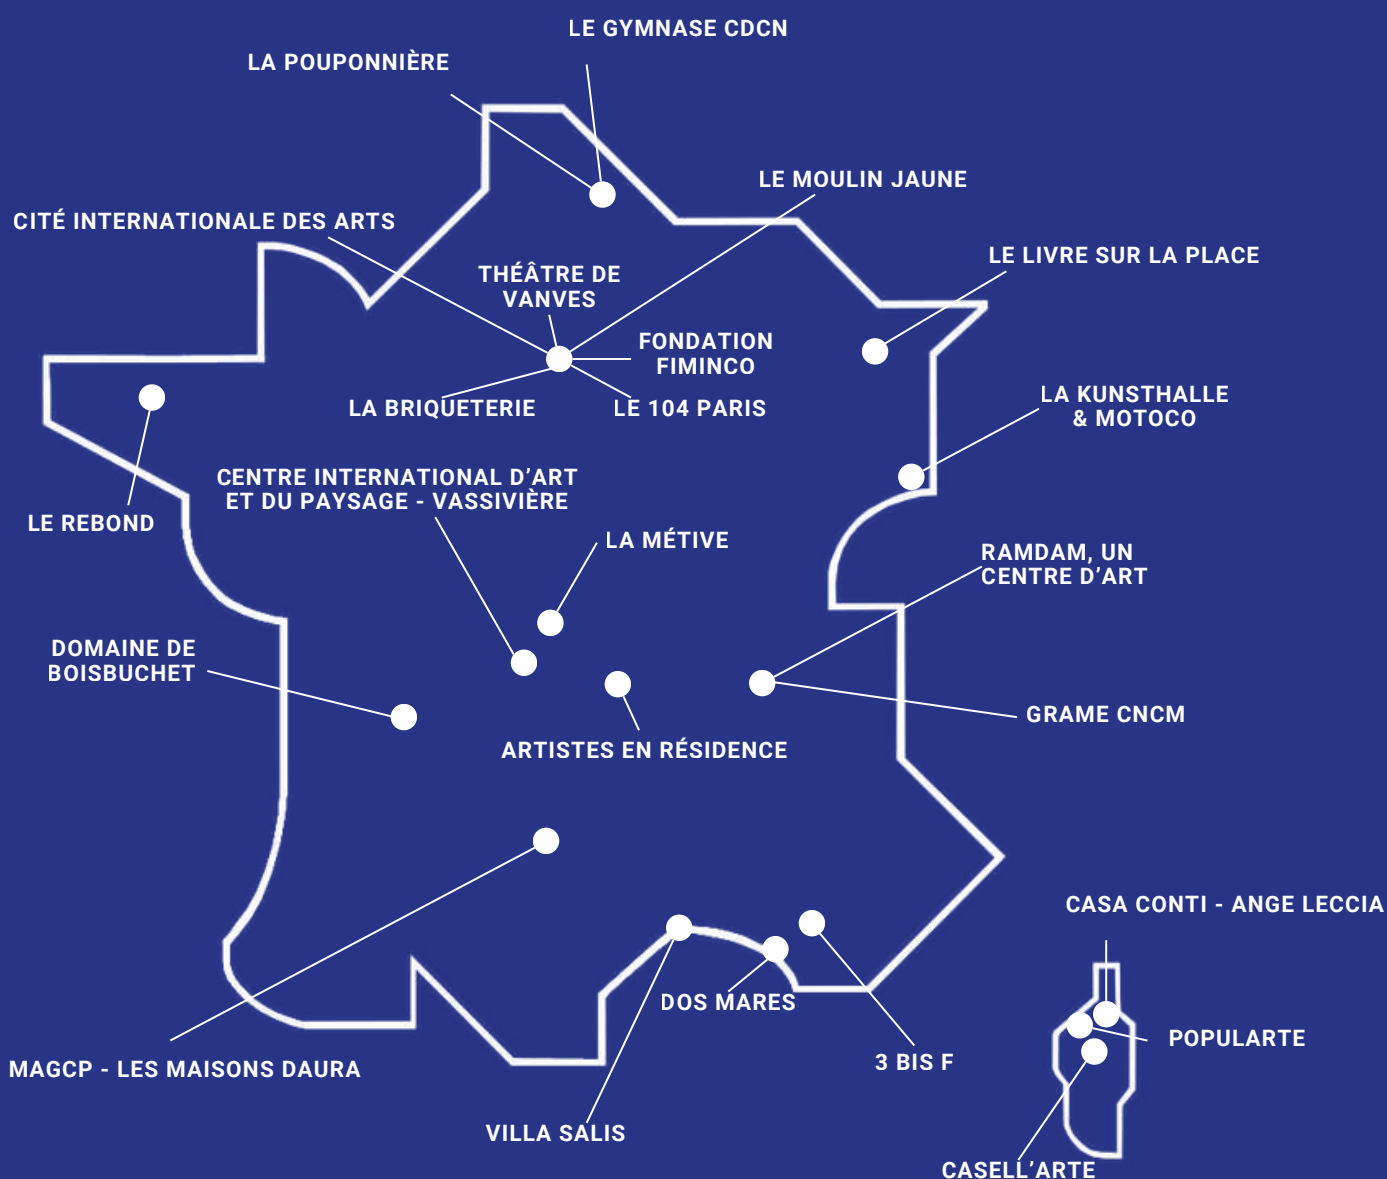 LE GYMNASE CDCN
LA POUPONNIÈRE
LE MOULIN JAUNE
CITÉ INTERNATIONALE DES ARTS
LE LIVRE SUR LA PLACE
THÉÂTRE DE
VANVES
FONDATION
FIMINCO
LA BRIQUETERIE
LE 104 PARIS
LA KUNSTHALLE
& MOTOCO
CENTRE INTERNATIONAL D’ART
ET DU PAYSAGE - VASSIVIÈRE
LE REBOND
LA MÉTIVE
RAMDAM, UN
CENTRE D’ART
DOMAINE DE
BOISBUCHET
GRAME CNCM
ARTISTES EN RÉSIDENCE
CASA CONTI - ANGE LECCIA
DOS MARES
POPULARTE
3 BIS F
MAGCP - LES MAISONS DAURA
VILLA SALIS
CASELL’ARTE